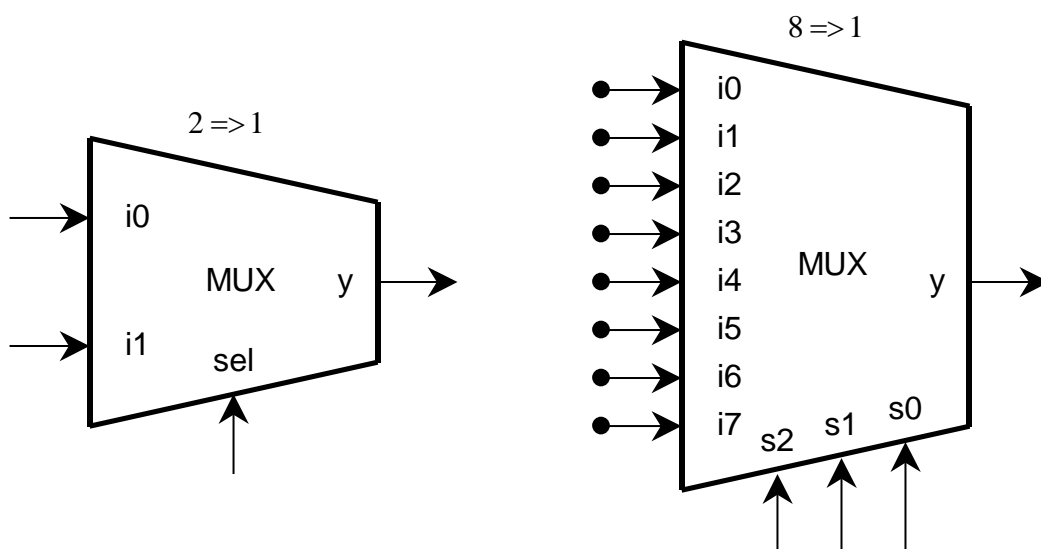 2 => 1
i0
MUX
y
i1
sel
8 => 1
i0
i1
i2
i3
i4
i5
i6
i7
MUX
y
s2
s1
s0